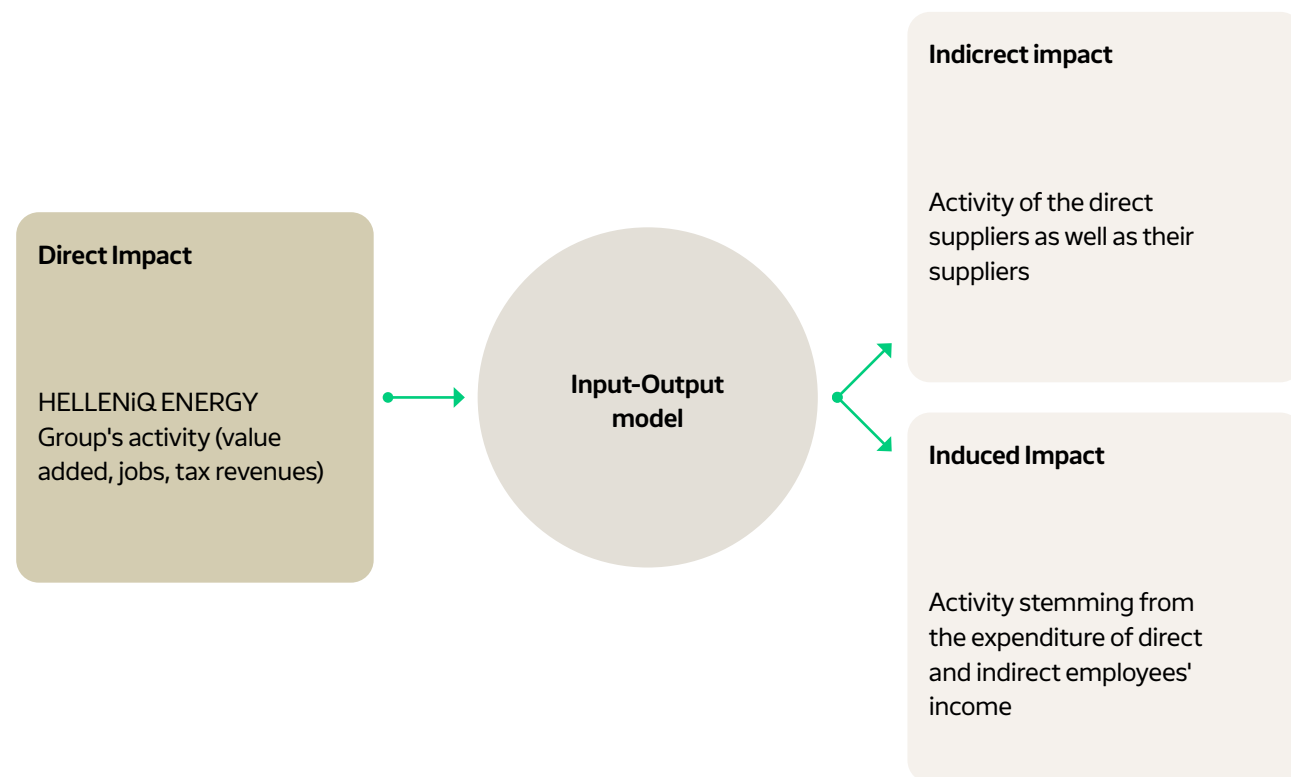 Direct Impact
HELLENiQ ENERGY
Group's activity (value
added, jobs, tax revenues)
Input-Output
model
Indicrect impact
Activity of the direct
suppliers as well as their
suppliers
Induced Impact
Activity stemming from
the expenditure of direct
and indirect employees'
income